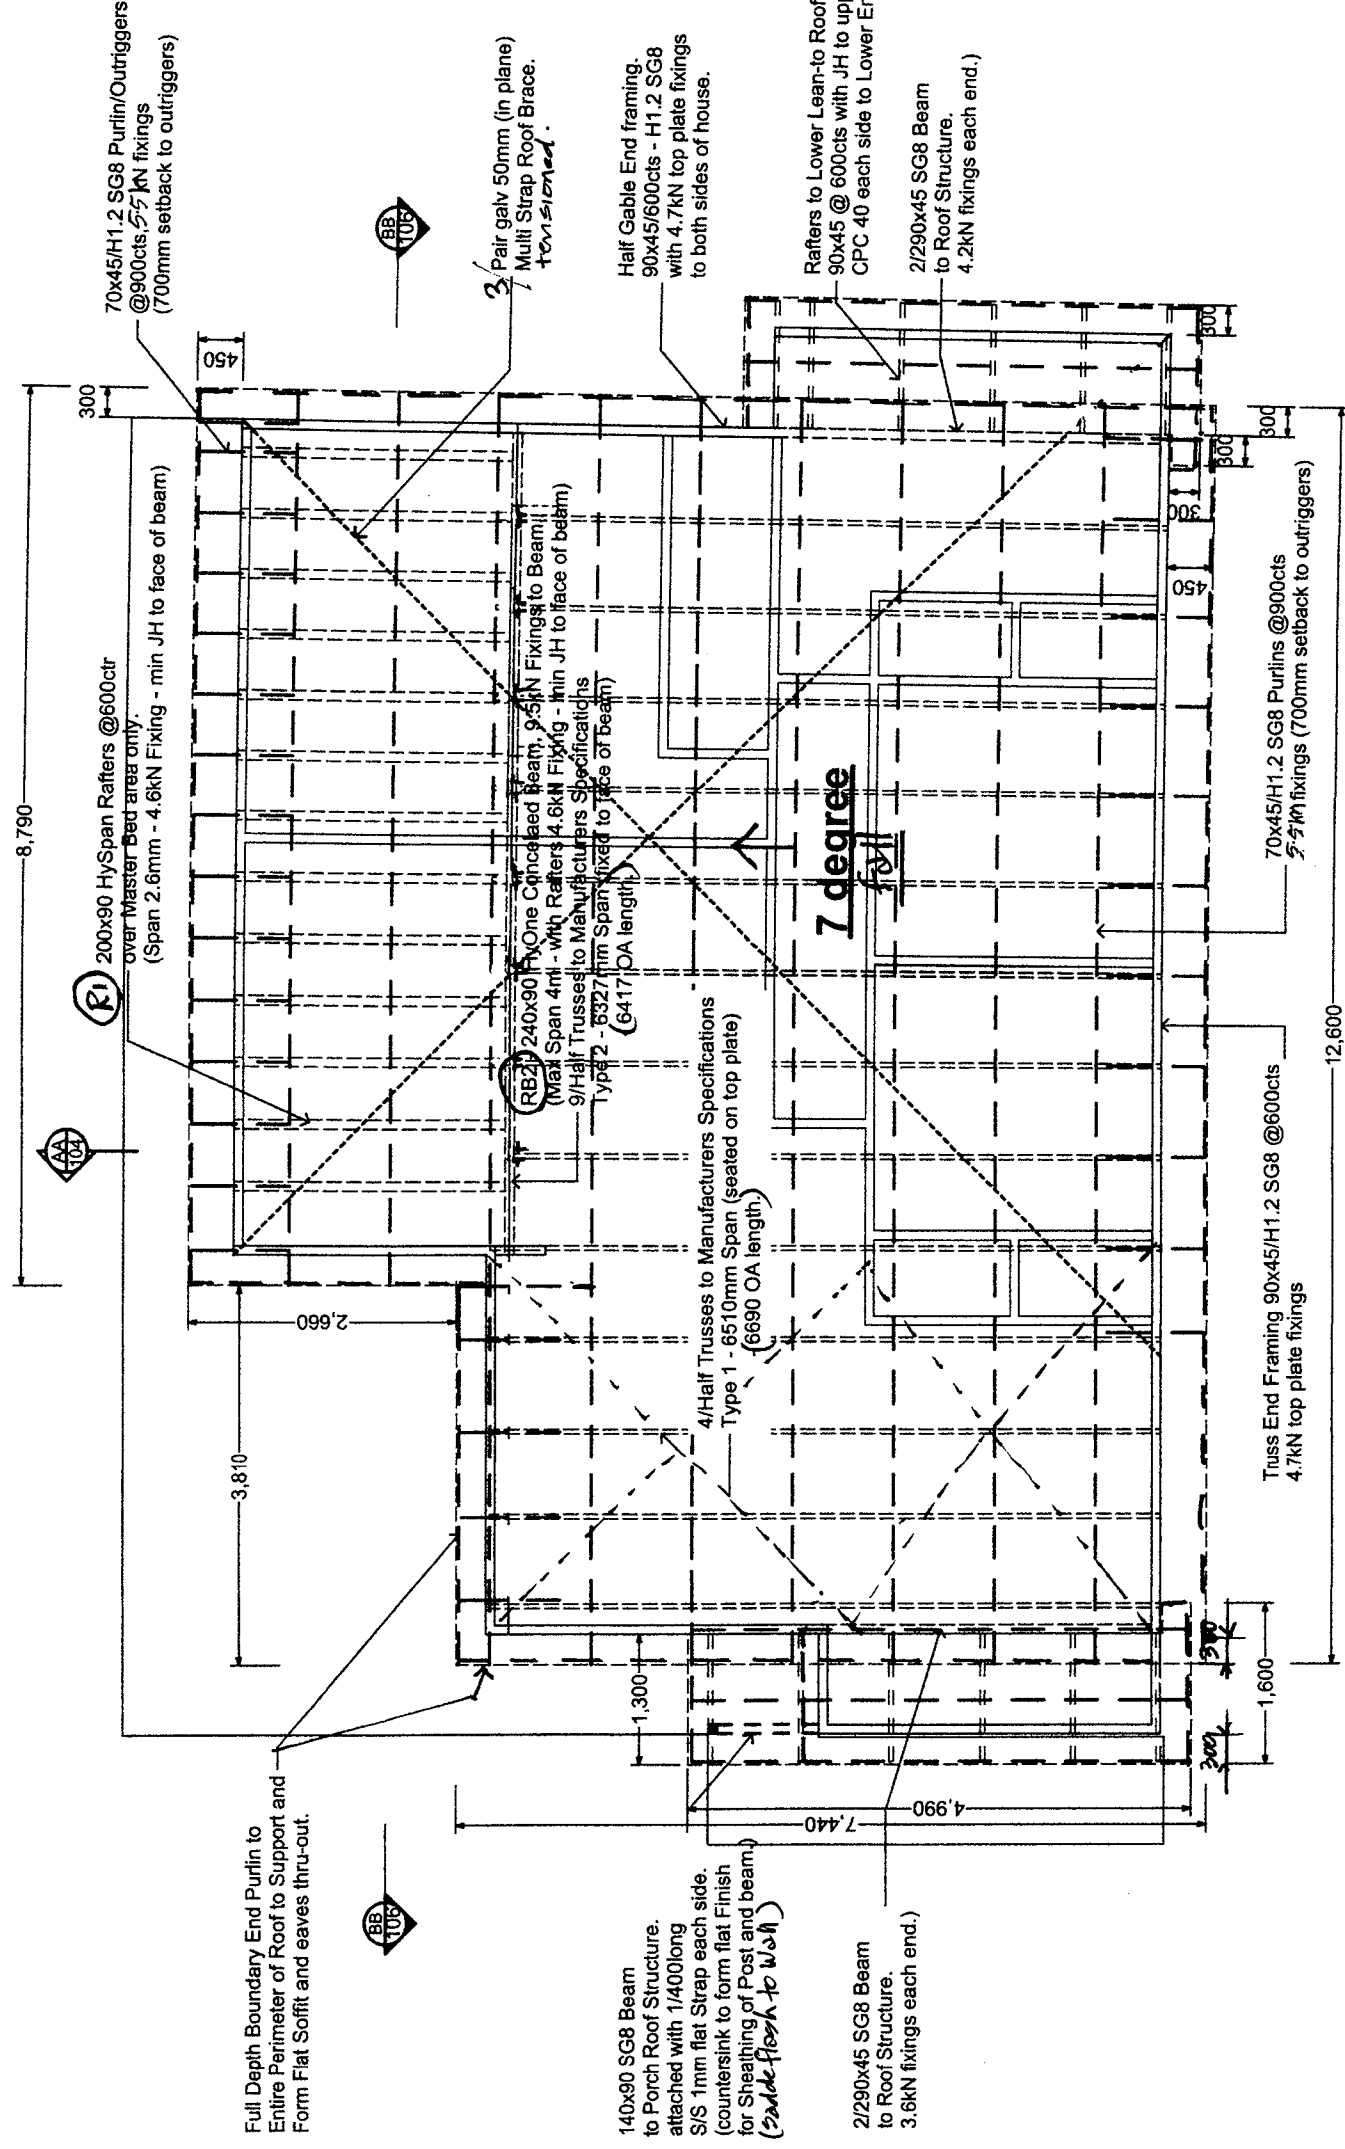 70x45/H1.2 SG8 Purlin/Outriggers
@900cts, 5.5kN fixings
(700mm setback to outriggers)
BB
106
3/Pair galv 50mm (in plane)
Multi Strap Roof Brace.
tensioned.
Half Gable End framing.
90x45/600cts - H1.2 SG8
with 4.7kN top plate fixings
to both sides of house.
Rafters to Lower Lean-to Roof
90x45 @ 600cts with JH to
CPC 40 each side to Lower
2/290x45 SG8 Beam
to Roof Structure.
4.2kN fixings each end.)
8,790
300
450
R1
200x90 HySpan Rafters @600ctr
over Master Bed area only.
(Span 2.6mm - 4.6kN Fixing - min JH to face of beam)
AA
104
RB2
240x90 HyOne Concelaed Beam, 9.5kN Fixings to Beam
(Max Span 4ml - with Rafters 4.6kN Fixing - min JH to face of beam)
9/Half Trusses to Manufacturers Specifications
Type 2 - 6327mm Span (fixed to face of beam)
(6417 OA length.)
7 degree
fall
2,660
3,810
4/Half Trusses to Manufacturers Specifications
Type 1 - 6510mm Span (seated on top plate)
(6690 OA length.)
300
300
300
300
450
70x45/H1.2 SG8 Purlins @900cts
5.5kN fixings (700mm setback to outriggers)
Truss End Framing 90x45/H1.2 SG8 @600cts
4.7kN top plate fixings
12,600
1,300
1,600
300
300
4,990
7,440
Full Depth Boundary End Purlin to
Entire Perimeter of Roof to Support and
Form Flat Soffit and eaves thru-out.
BB
106
140x90 SG8 Beam
to Porch Roof Structure.
attached with 1/400long
S/S 1mm flat Strap each side.
(countersink to form flat Finish
for Sheathing of Post and beam.)
(saddle flash to wall)
2/290x45 SG8 Beam
to Roof Structure.
3.6kN fixings each end.)